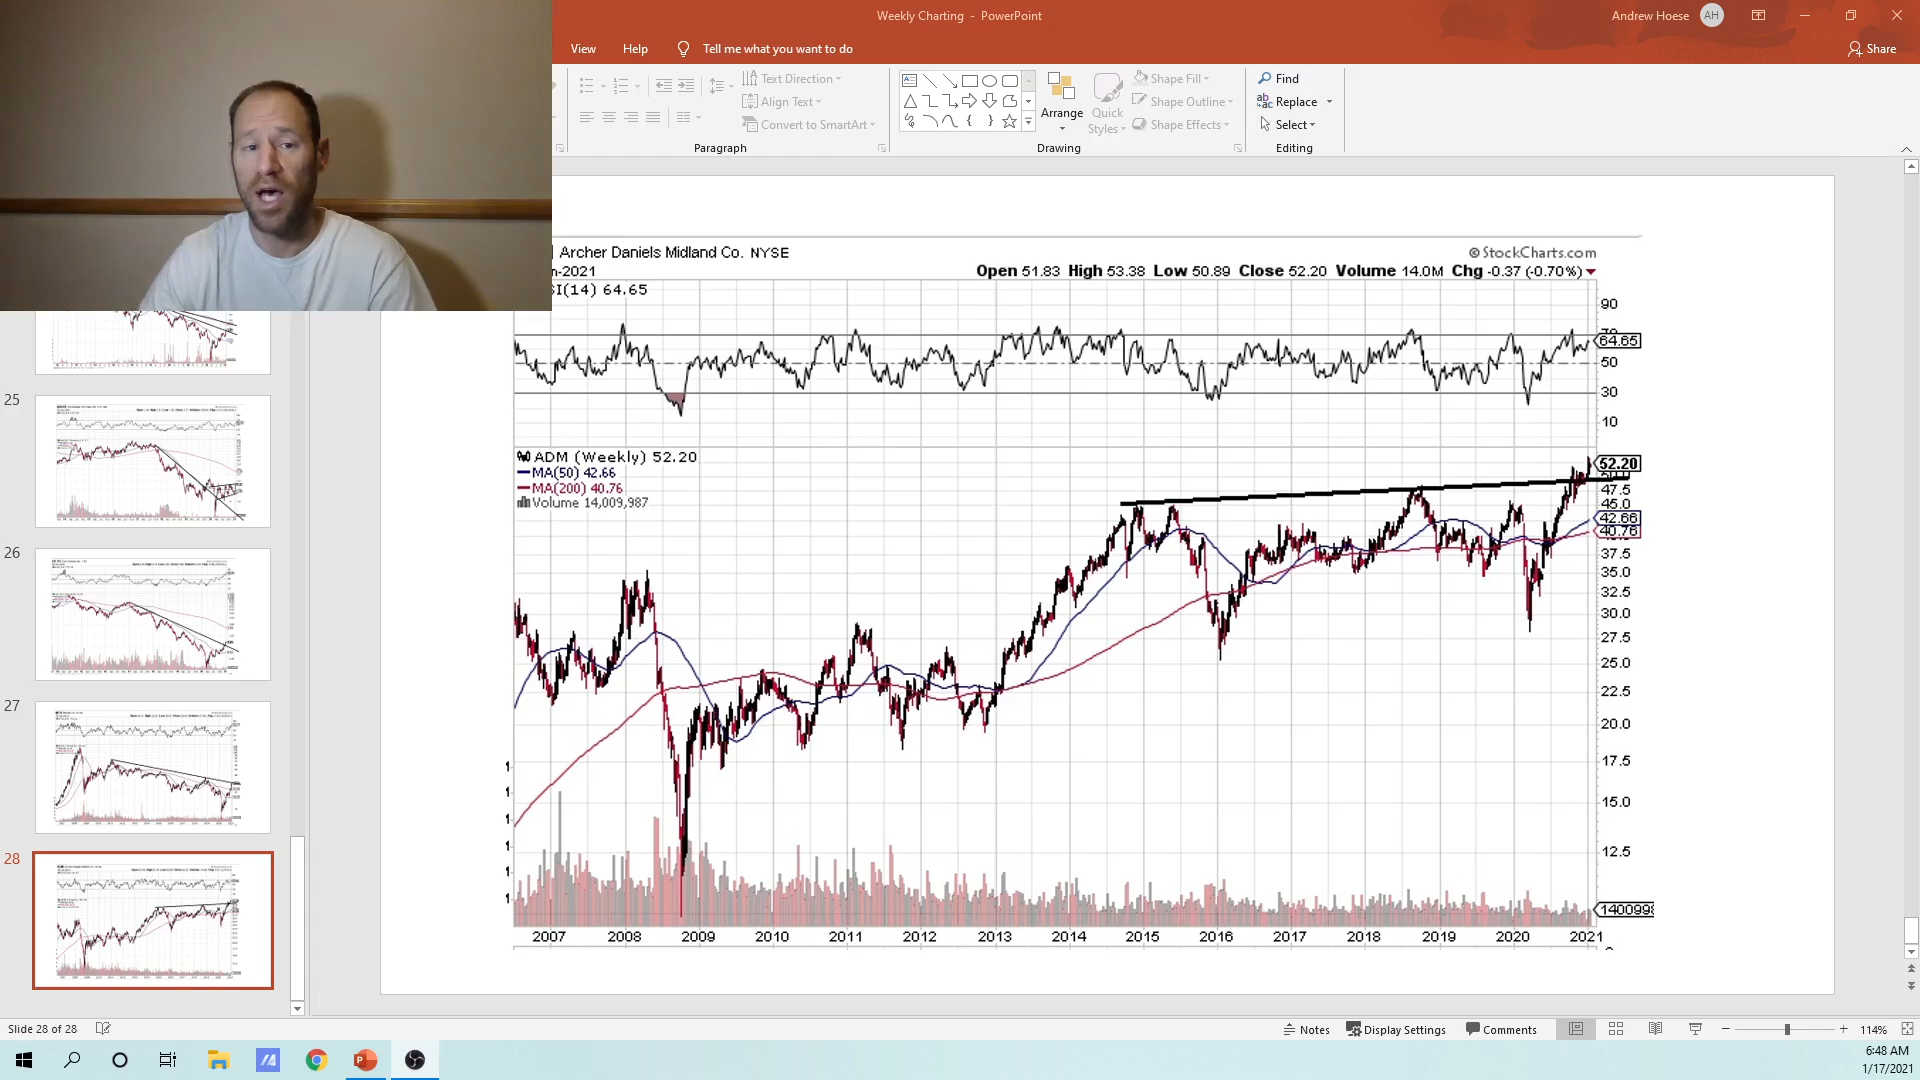 Weekly Charting - PowerPoint
Andrew Hoese AH
View Help Tell me what you want to do
Share
Text Direction
Align Text
Convert to SmartArt
Paragraph
Arrange
Quick
Styles
Shape Fill
Shape Outline
Shape Effects
Drawing
Find
Replace
Select
Editing
Archer Daniels Midland Co. NYSE
© StockCharts.com
n-2021
Open 51.83 High 53.38 Low 50.89 Close 52.20 Volume 14.0M Chg -0.37 (-0.70%)
SI(14) 64.65
90
70
64.65
50
30
10
ADM (Weekly) 52.20
MA(50) 42.66
MA(200) 40.76
Volume 14,009,987
52.20
47.5
45.0
42.66
40.76
37.5
35.0
32.5
30.0
27.5
25.0
22.5
20.0
17.5
15.0
12.5
1400998
2007 2008 2009 2010 2011 2012 2013 2014 2015 2016 2017 2018 2019 2020 2021
25
26
27
28
Slide 28 of 28
Notes Display Settings Comments
114%
6:48 AM
1/17/2021